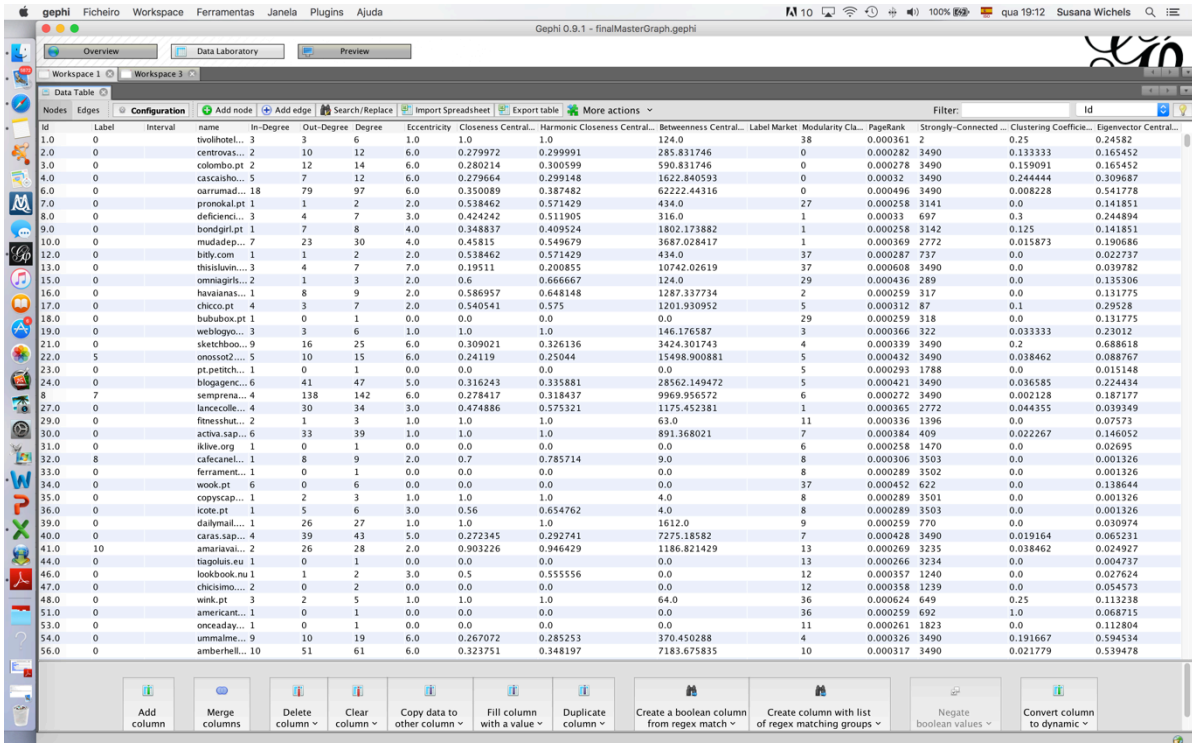 gephi Ficheiro Workspace Ferramentas Janela Plugins Ajuda 10 100% qua 19:12 Susana Wichels
Gephi 0.9.1 - finalMasterGraph.gephi
Overview Data Laboratory Preview
Workspace 1 Workspace 3
Data Table
Nodes Edges Configuration Add node Add edge Search/Replace Import Spreadsheet Export table More actions Filter: Id
Id Label Interval name In-Degree Out-Degree Degree Eccentricity Closeness Central... Harmonic Closeness Central... Betweenness Central... Label Market Modularity Cla... PageRank Strongly-Connected ... Clustering Coefficie... Eigenvector Central...
1.0 0 tivolihotel... 3 3 6 1.0 1.0 1.0 124.0 38 0.000361 2 0.25 0.24582
2.0 0 centrovas... 2 10 12 6.0 0.279972 0.299991 285.831746 0 0.000282 3490 0.133333 0.165452
3.0 0 colombo.pt 2 12 14 6.0 0.280214 0.300599 590.831746 0 0.000278 3490 0.159091 0.165452
4.0 0 cascaisho... 5 7 12 6.0 0.279664 0.299148 1622.840593 0 0.00032 3490 0.244444 0.309687
6.0 0 oarrumad... 18 79 97 6.0 0.350089 0.387482 62222.44316 0 0.000496 3490 0.008228 0.541778
7.0 0 pronokal.pt 1 1 2 2.0 0.538462 0.571429 434.0 27 0.000258 3141 0.0 0.141851
8.0 0 deficienci... 3 4 7 3.0 0.424242 0.511905 316.0 1 0.00033 697 0.3 0.244894
9.0 0 bondgirl.pt 1 7 8 4.0 0.348837 0.409524 1802.173882 1 0.000258 3142 0.125 0.141851
10.0 0 mudadep... 7 23 30 4.0 0.45815 0.549679 3687.028417 1 0.000369 2772 0.015873 0.190686
12.0 0 bitly.com 1 1 2 2.0 0.538462 0.571429 434.0 37 0.000287 737 0.0 0.022737
13.0 0 thisisluvin... 3 4 7 7.0 0.19511 0.200855 10742.02619 37 0.000608 3490 0.0 0.039782
15.0 0 omniagirls... 2 1 3 2.0 0.6 0.666667 124.0 29 0.000436 289 0.0 0.135306
16.0 0 havaianas... 1 8 9 2.0 0.586957 0.648148 1287.337734 2 0.000259 317 0.0 0.131775
17.0 0 chicco.pt 4 3 7 2.0 0.540541 0.575 1201.930952 5 0.000312 87 0.1 0.29528
18.0 0 bububox.pt 1 0 1 0.0 0.0 0.0 0.0 29 0.000259 318 0.0 0.131775
19.0 0 weblogyo... 3 3 6 1.0 1.0 1.0 146.176587 3 0.000366 322 0.033333 0.23012
21.0 0 sketchboo... 9 16 25 6.0 0.309021 0.326136 3424.301743 4 0.000339 3490 0.2 0.688618
22.0 5 onossot2.... 5 10 15 6.0 0.24119 0.25044 15498.900881 5 0.000432 3490 0.038462 0.088767
23.0 0 pt.petitch... 1 0 1 0.0 0.0 0.0 0.0 5 0.000293 1788 0.0 0.015148
24.0 0 blogagenc... 6 41 47 5.0 0.316243 0.335881 28562.149472 5 0.000421 3490 0.036585 0.224434
8 7 semprena... 4 138 142 6.0 0.278417 0.318437 9969.956572 6 0.000272 3490 0.002128 0.187177
27.0 0 lancecolle... 4 30 34 3.0 0.474886 0.575321 1175.452381 1 0.000365 2772 0.044355 0.039349
29.0 0 fitnesshut... 2 1 3 1.0 1.0 1.0 63.0 11 0.000336 1396 0.0 0.07573
30.0 0 activa.sap... 6 33 39 1.0 1.0 1.0 891.368021 7 0.000384 409 0.022267 0.146052
31.0 0 iklive.org 1 0 1 0.0 0.0 0.0 0.0 6 0.000258 1470 0.0 0.02695
32.0 8 cafecanel... 1 8 9 2.0 0.7 0.785714 9.0 8 0.000306 3503 0.0 0.001326
33.0 0 ferrament... 1 0 1 0.0 0.0 0.0 0.0 8 0.000289 3502 0.0 0.001326
34.0 0 wook.pt 6 0 6 0.0 0.0 0.0 0.0 37 0.000452 622 0.0 0.138644
35.0 0 copyscap... 1 2 3 1.0 1.0 1.0 4.0 8 0.000289 3501 0.0 0.001326
36.0 0 icote.pt 1 5 6 3.0 0.56 0.654762 4.0 8 0.000289 3503 0.0 0.001326
39.0 0 dailymail.... 1 26 27 1.0 1.0 1.0 1612.0 9 0.000259 770 0.0 0.030974
40.0 0 caras.sap... 4 39 43 5.0 0.272345 0.292741 7275.18582 7 0.000428 3490 0.019164 0.065231
41.0 10 amariavai... 2 26 28 2.0 0.903226 0.946429 1186.821429 13 0.000269 3235 0.038462 0.024927
44.0 0 tiagoluis.eu 1 0 1 0.0 0.0 0.0 0.0 13 0.000266 3234 0.0 0.004737
46.0 0 lookbook.nu 1 1 2 3.0 0.5 0.555556 0.0 12 0.000357 1240 0.0 0.027624
47.0 0 chicisimo.... 2 0 2 0.0 0.0 0.0 0.0 12 0.000358 1239 0.0 0.054573
48.0 0 wink.pt 3 2 5 1.0 1.0 1.0 64.0 36 0.000624 649 0.25 0.113238
51.0 0 americant... 1 0 1 0.0 0.0 0.0 0.0 36 0.000259 692 1.0 0.068715
53.0 0 onceaday... 1 0 1 0.0 0.0 0.0 0.0 11 0.000261 1823 0.0 0.112804
54.0 0 ummalme... 9 10 19 6.0 0.267072 0.285253 370.450288 4 0.000326 3490 0.191667 0.594534
56.0 0 amberhell... 10 51 61 6.0 0.323751 0.348197 7183.675835 10 0.000317 3490 0.021779 0.539478
Add column
Merge columns
Delete column
Clear column
Copy data to other column
Fill column with a value
Duplicate column
Create a boolean column from regex match
Create column with list of regex matching groups
Negate boolean values
Convert column to dynamic